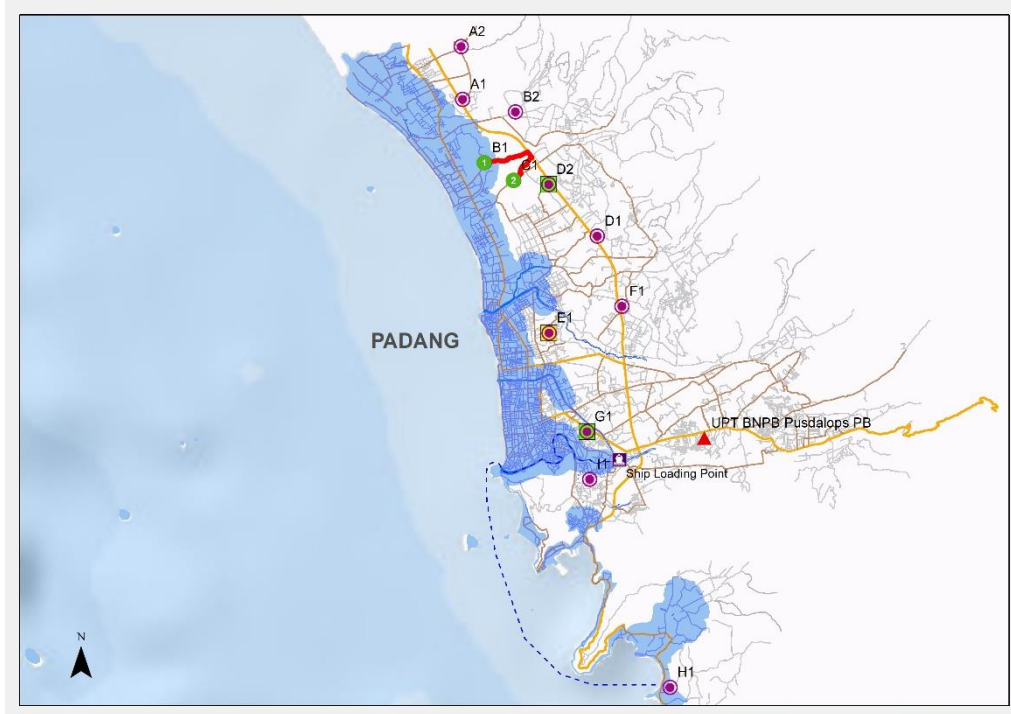 A2
A1
B2
B1
1
C1
2
D2
D1
F1
E1
PADANG
G1
UPT BNPB Pusdalops PB
I1
Ship Loading Point
N
H1